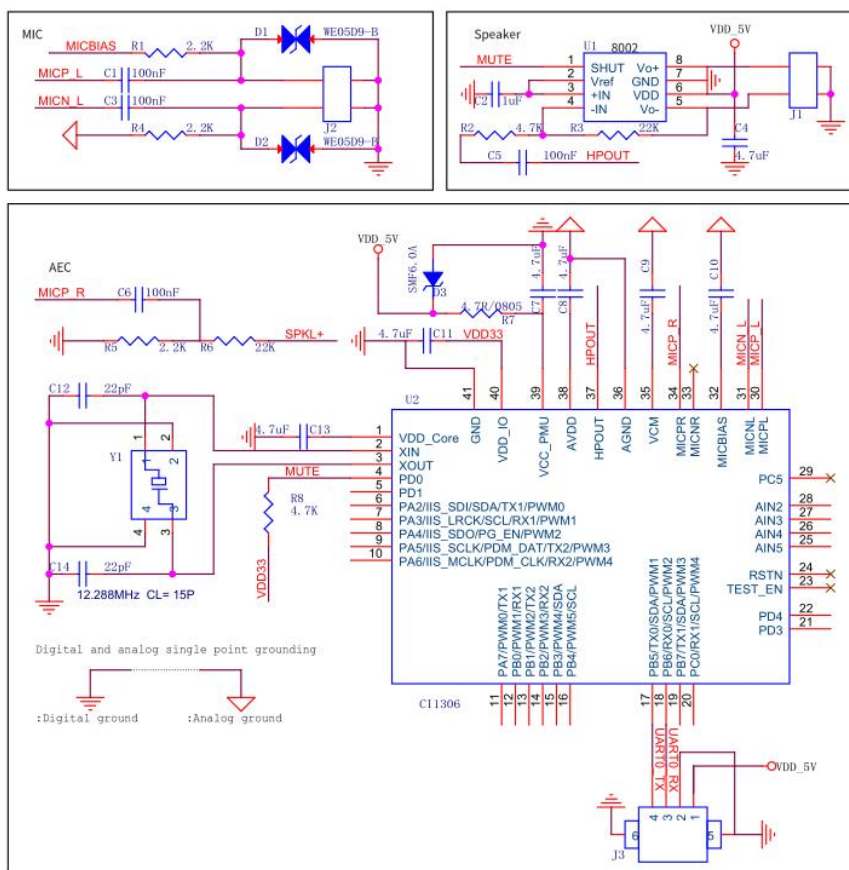 MIC
MICBIAS
R1
2.2K
D1
WE05D9-B
MICP_L
C1
100nF
MICN_L
C3
100nF
J2
R4
2.2K
D2
WE05D9-B
Speaker
U1
8002
VDD_5V
MUTE
1
SHUT
Vo+
8
2
Vref
GND
7
3
+IN
VDD
6
4
-IN
Vo-
5
C2
1uF
J1
R2
4.7K
R3
22K
C4
4.7uF
C5
100nF
HPOUT
AEC
MICP_R
C6
100nF
R5
2.2K
R6
22K
SPKL+
VDD_5V
SMF6.0A
D3
4.7R/0805
R7
4.7uF
C11
VDD33
4.7uF
C7
4.7uF
C8
HPOUT
C9
4.7uF
MICP_R
C10
4.7uF
MICN_L
MICP_L
C12
22pF
Y1
1
2
1
2
4
3
4
3
C14
22pF
12.288MHz CL= 15P
4.7uF
C13
MUTE
R8
4.7K
VDD33
U2
41
40
39
38
37
36
35
34
33
32
31
30
GND
VDD_IO
VCC_PMU
AVDD
HPOUT
AGND
VCM
MICPR
MICNR
MICBIAS
MICNL
MICPL
1
VDD_Core
2
XIN
3
XOUT
4
PD0
5
PD1
6
PA2/IIS_SDI/SDA/TX1/PWM0
7
PA3/IIS_LRCK/SCL/RX1/PWM1
8
PA4/IIS_SDO/PG_EN/PWM2
9
PA5/IIS_SCLK/PDM_DAT/TX2/PWM3
10
PA6/IIS_MCLK/PDM_CLK/RX2/PWM4
PC5
29
AIN2
28
AIN3
27
AIN4
26
AIN5
25
RSTN
24
TEST_EN
23
PD4
22
PD3
21
PA7/PWM0/TX1
PB0/PWM1/RX1
PB1/PWM2/TX2
PB2/PWM3/RX2
PB3/PWM4/SDA
PB4/PWM5/SCL
PB5/TX0/SDA/PWM1
PB6/RX0/SCL/PWM2
PB7/TX1/SDA/PWM3
PC0/RX1/SCL/PWM4
11
12
13
14
15
16
17
18
19
20
CI1306
Digital and analog single point grounding
:Digital ground
:Analog ground
UART0_TX
UART0_RX
VDD_5V
4
3
2
1
6
5
J3